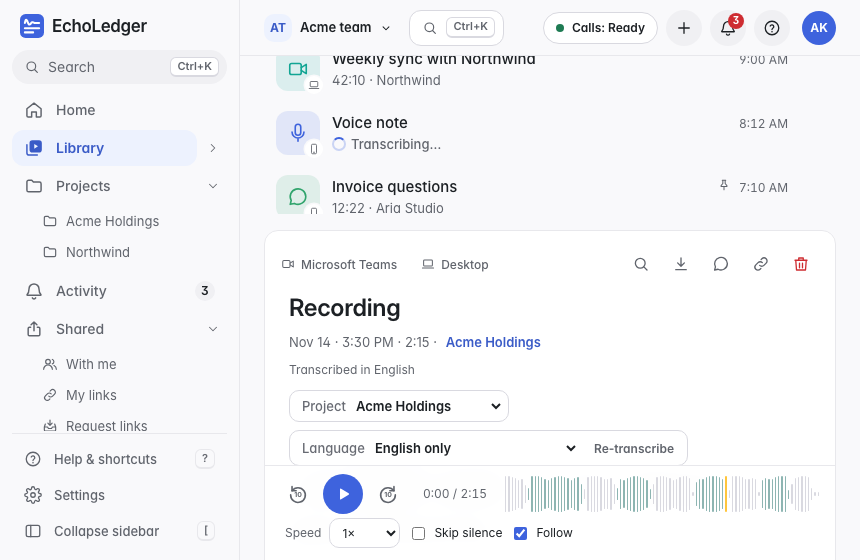 EchoLedger
Search Ctrl+K
Home
Library
Projects
Acme Holdings
Northwind
Activity 3
Shared
With me
My links
Request links
Help & shortcuts ?
Settings
Collapse sidebar [
AT Acme team Ctrl+K Calls: Ready 3 AK
Weekly sync with Northwind 9:00 AM
42:10 · Northwind
Voice note 8:12 AM
Transcribing...
Invoice questions 7:10 AM
12:22 · Aria Studio
Microsoft Teams Desktop
Recording
Nov 14 · 3:30 PM · 2:15 · Acme Holdings
Transcribed in English
Project Acme Holdings
Language English only Re-transcribe
10 10 0:00 / 2:15
Speed 1× Skip silence Follow